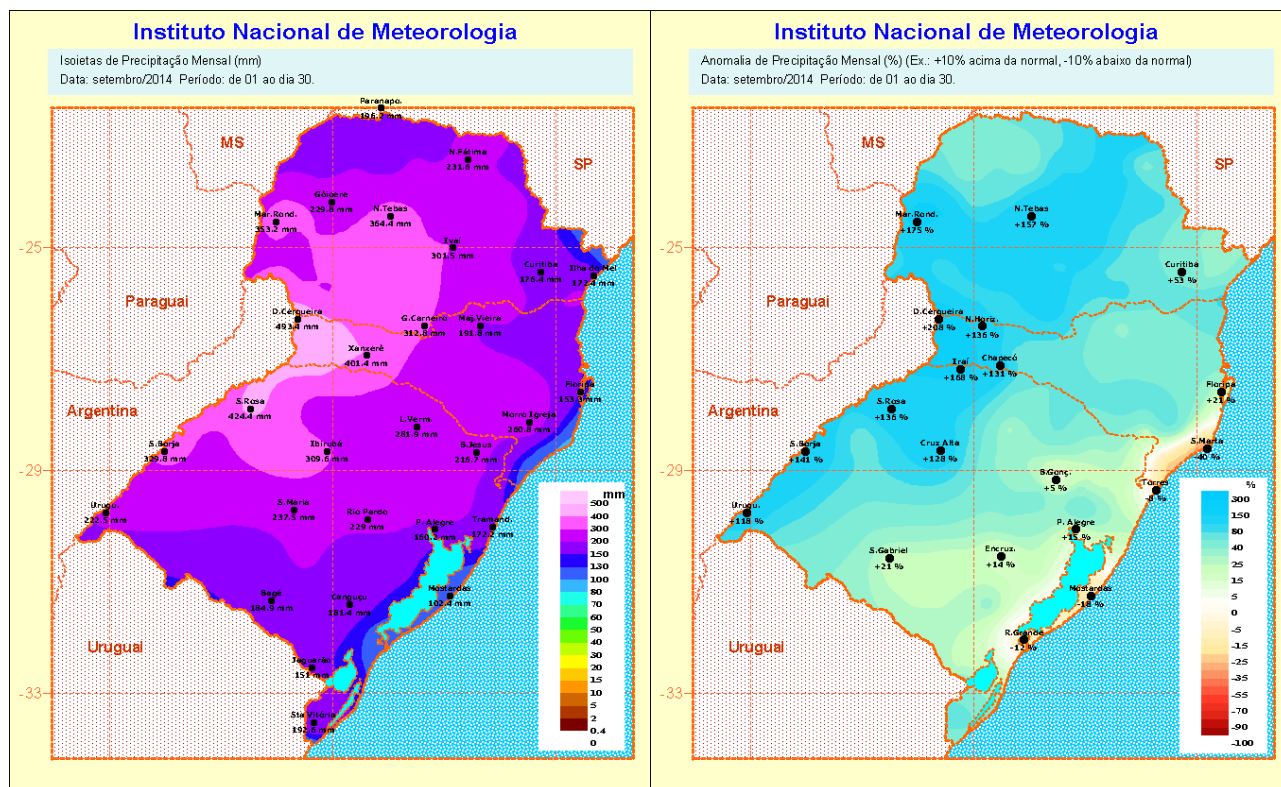 Instituto Nacional de Meteorologia
Isoietas de Precipitação Mensal (mm)
Data: setembro/2014 Período: de 01 ao dia 30.
Paranapo.
196.2 mm
MS
N.Fátima
231.8 mm
SP
Góioere
229.8 mm
Mar.Rond.
353.2 mm
N.Tebas
364.4 mm
Ivaí
301.5 mm
-25
Curitiba
176.4 mm
Ilha do Mel
172.4 mm
Paraguai
D.Cerqueira
493.4 mm
G.Carneiro
312.8 mm
Maj.Vieira
191.8 mm
Xanxerê
401.4 mm
Floripa
153.3 mm
Argentina
S.Rosa
424.4 mm
L.Verm.
281.9 mm
Morro Igreja
260.8 mm
S.Borja
329.8 mm
Ibirubá
309.6 mm
B.Jesus
216.7 mm
-29
Urugu.
222.5 mm
S.Maria
237.5 mm
Rio Pardo
229 mm
P. Alegre
160.2 mm
Tramand.
172.2 mm
Bagé
184.9 mm
Canguçu
181.4 mm
Mostardas
102.4 mm
Uruguai
Jaguarão
151 mm
-33
Sta Vitória
192.6 mm
mm
500
400
300
200
150
130
100
80
70
60
50
40
30
20
15
10
5
2
0.4
0
Instituto Nacional de Meteorologia
Anomalia de Precipitação Mensal (%) (Ex.: +10% acima da normal, -10% abaixo da normal)
Data: setembro/2014 Período: de 01 ao dia 30.
MS
SP
Mar.Rond.
+175 %
N.Tebas
+157 %
-25
Curitiba
+53 %
Paraguai
D.Cerqueira
+208 %
N.Horiz.
+136 %
Iraí
+168 %
Chapecó
+131 %
Floripa
+21 %
Argentina
S.Rosa
+136 %
S.Borja
+141 %
Cruz Alta
+128 %
S.Marta
-40 %
-29
B.Gonç.
+5 %
Torres
-8 %
Urugu.
+118 %
P. Alegre
+15 %
S.Gabriel
+21 %
Encruz.
+14 %
Mostardas
-18 %
Uruguai
R.Grande
-12 %
-33
%
300
150
80
40
25
15
5
0
-5
-15
-25
-35
-55
-70
-90
-100